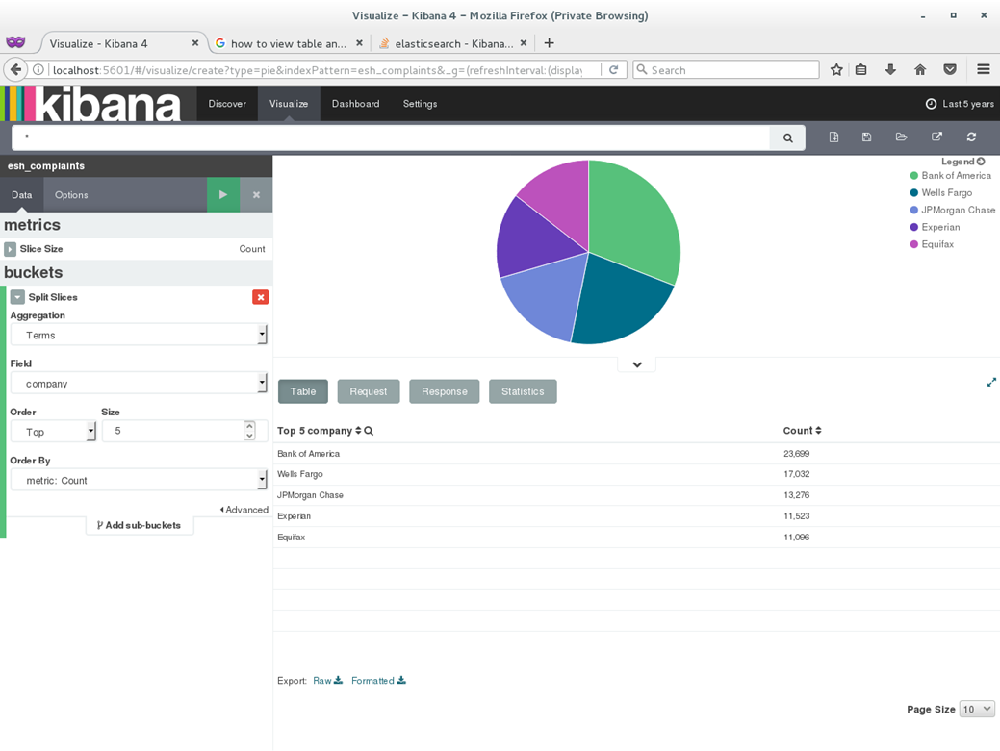 Visualize - Kibana 4 - Mozilla Firefox (Private Browsing)
Visualize - Kibana 4
how to view table an...
elasticsearch - Kibana...
localhost:5601/#/visualize/create?type=pie&indexPattern=esh_complaints&_g=(refreshInterval:(display
Search
kibana
Discover
Visualize
Dashboard
Settings
Last 5 years
*
esh_complaints
Data
Options
metrics
Slice Size
Count
buckets
Split Slices
Aggregation
Terms
Field
company
Order
Size
Top
5
Order By
metric: Count
Advanced
Add sub-buckets
Legend
Bank of America
Wells Fargo
JPMorgan Chase
Experian
Equifax
Table
Request
Response
Statistics
Top 5 company
Count
Bank of America 23,699
Wells Fargo 17,032
JPMorgan Chase 13,276
Experian 11,523
Equifax 11,096
Export: Raw Formatted
Page Size 10